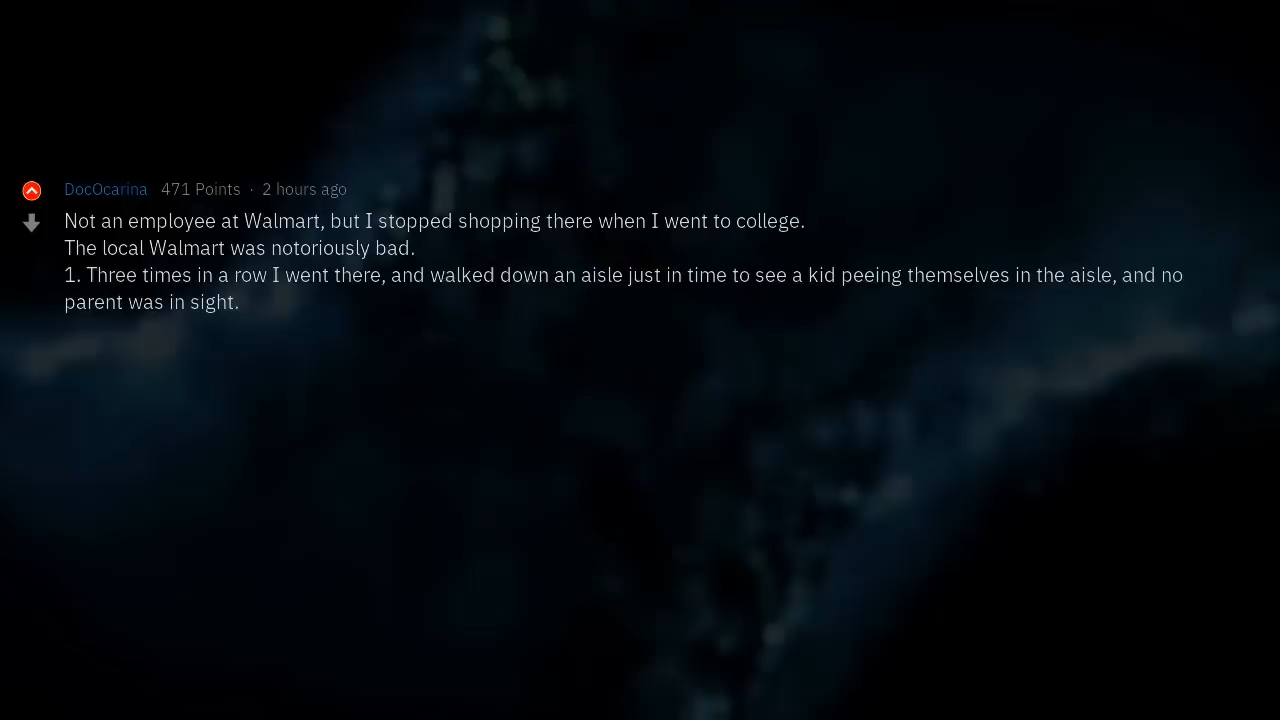 DocOcarina 471 Points · 2 hours ago
Not an employee at Walmart, but I stopped shopping there when I went to college.
The local Walmart was notoriously bad.
1. Three times in a row I went there, and walked down an aisle just in time to see a kid peeing themselves in the aisle, and no
parent was in sight.